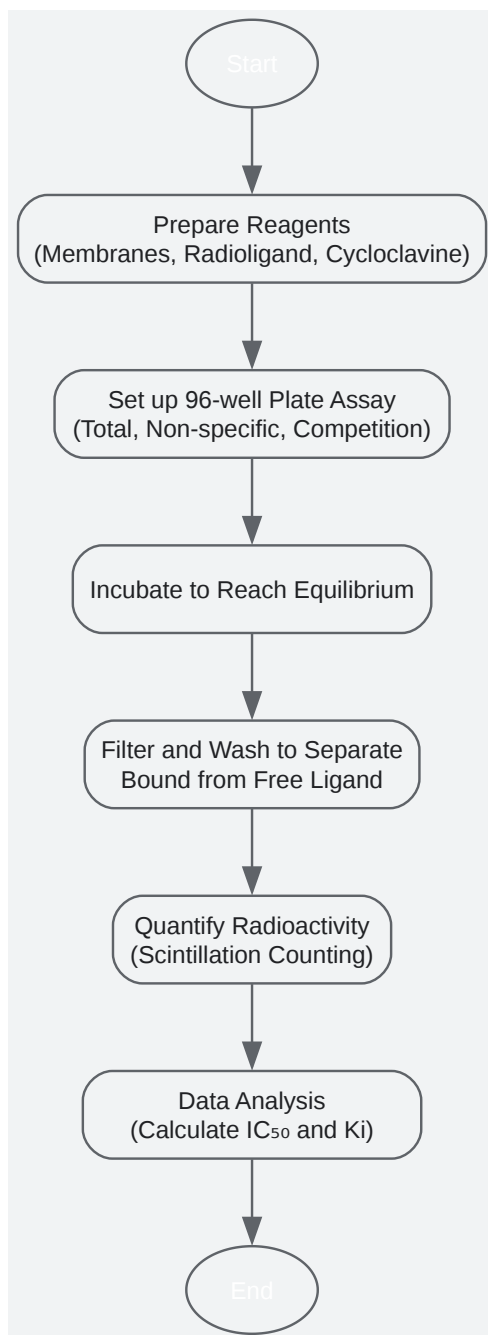 Start
Prepare Reagents
(Membranes, Radioligand, Cycloclavine)
Set up 96-well Plate Assay
(Total, Non-specific, Competition)
Incubate to Reach Equilibrium
Filter and Wash to Separate
Bound from Free Ligand
Quantify Radioactivity
(Scintillation Counting)
Data Analysis
(Calculate IC₅₀ and Ki)
End